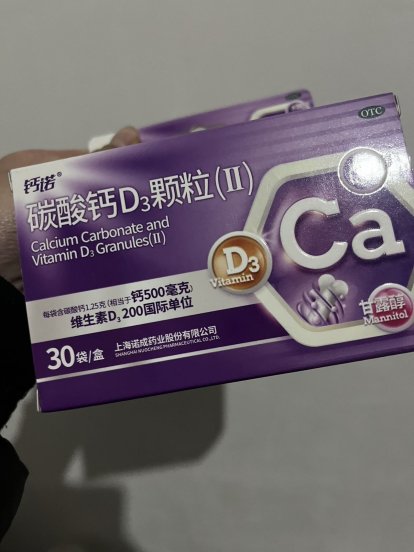 OTC
钙诺®
碳酸钙D₃颗粒(Ⅱ)
Calcium Carbonate and
Vitamin D₃ Granules(Ⅱ)
Ca
D₃
Vitamin
每袋含碳酸钙1.25克(相当于钙500毫克)
维生素D₃200国际单位
甘露醇
Mannitol
30袋/盒
上海诺成药业股份有限公司
SHANGHAI NUOCHENG PHARMACEUTICAL CO.,LTD.